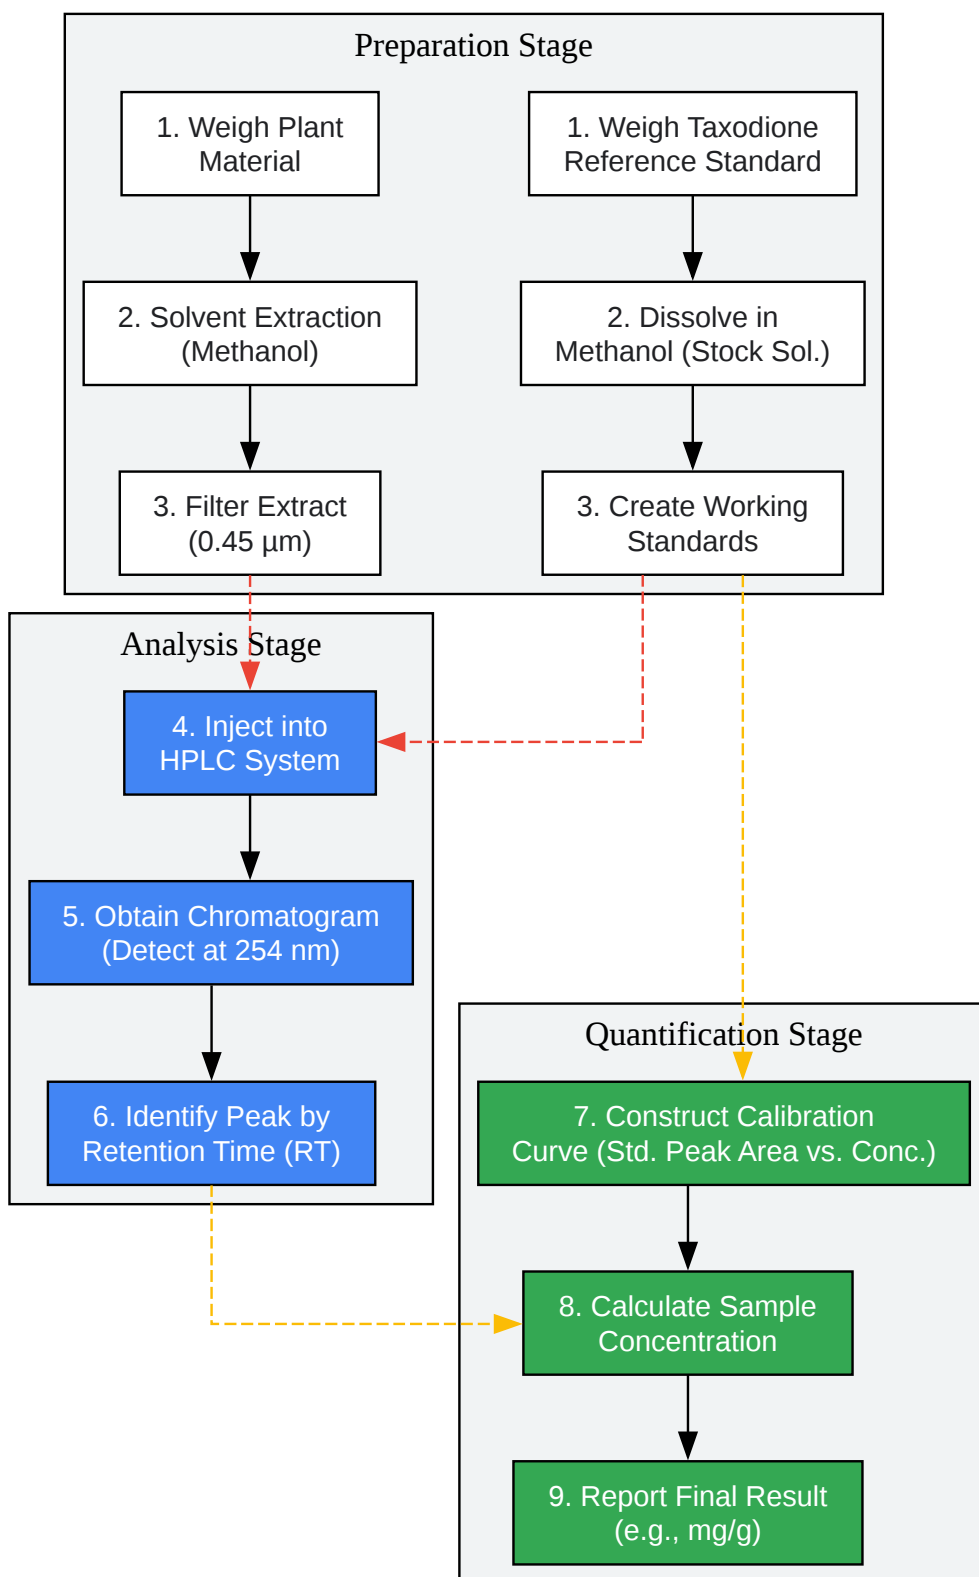 Preparation Stage
1. Weigh Plant
Material
1. Weigh Taxodione
Reference Standard
2. Solvent Extraction
(Methanol)
2. Dissolve in
Methanol (Stock Sol.)
3. Filter Extract
(0.45 µm)
3. Create Working
Standards
Analysis Stage
4. Inject into
HPLC System
5. Obtain Chromatogram
(Detect at 254 nm)
6. Identify Peak by
Retention Time (RT)
Quantification Stage
7. Construct Calibration
Curve (Std. Peak Area vs. Conc.)
8. Calculate Sample
Concentration
9. Report Final Result
(e.g., mg/g)